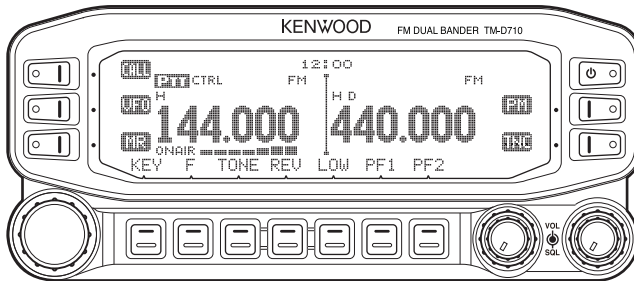 KENWOOD FM DUAL BANDER TM-D710
12:00
CALL PTT CTRL FM FM
H H D
VFO PM
144.000 440.000
MR TNC
ONAIR
KEY F TONE REV LOW PF1 PF2
VOL
SQL